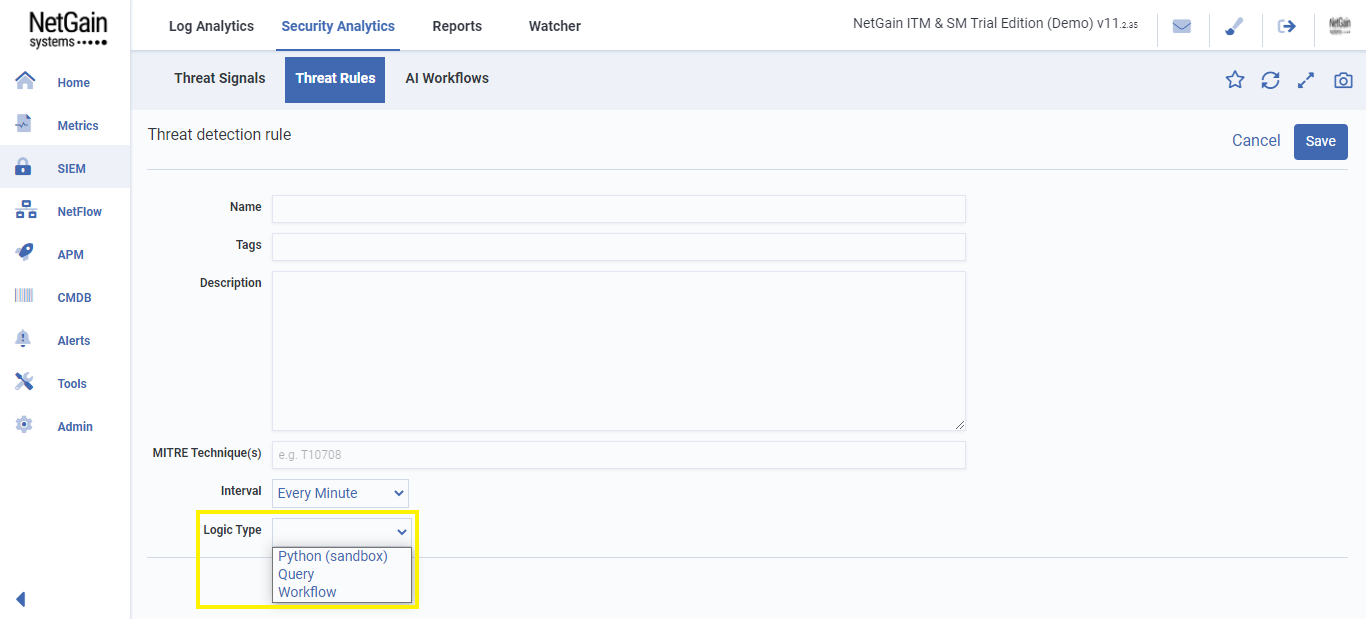 NetGain
systems
Log Analytics
Security Analytics
Reports
Watcher
NetGain ITM & SM Trial Edition (Demo) v11.2.35
NetGain
Home
Metrics
SIEM
NetFlow
APM
CMDB
Alerts
Tools
Admin
Threat Signals
Threat Rules
AI Workflows
Threat detection rule
Cancel
Save
Name
Tags
Description
MITRE Technique(s)
e.g. T10708
Interval
Every Minute
Logic Type
Python (sandbox)
Query
Workflow